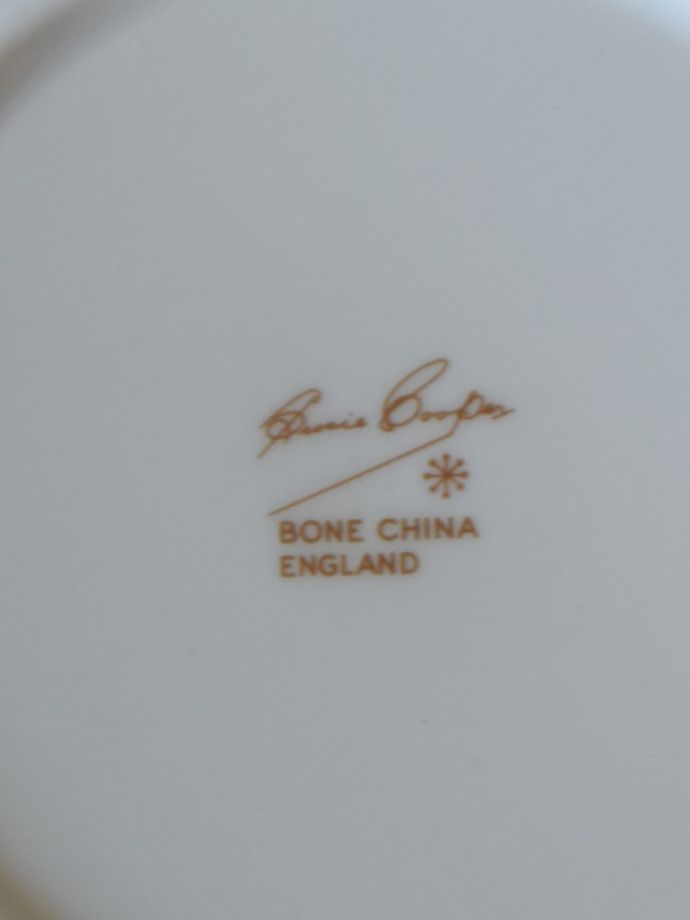 Susie Cooper
BONE CHINA
ENGLAND